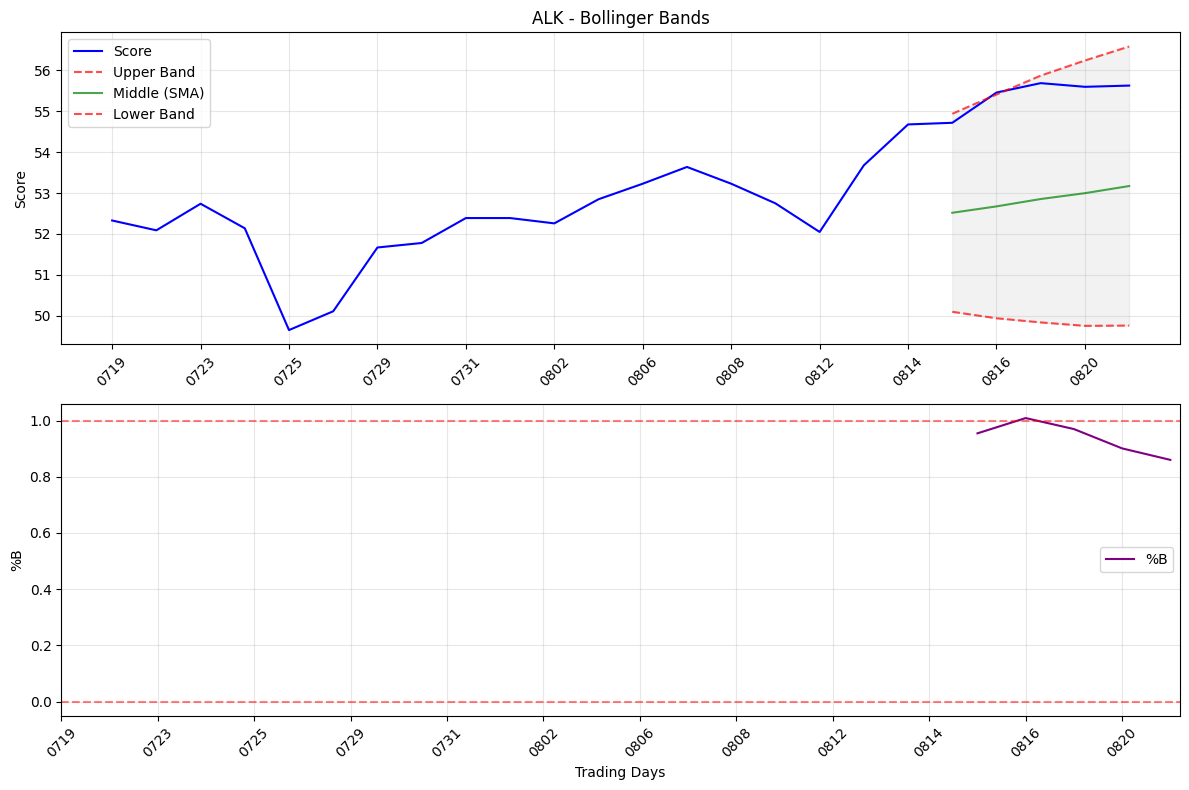 ALK - Bollinger Bands
Score
Upper Band
Middle (SMA)
Lower Band
Score
56
55
54
53
52
51
50
0719 0723 0725 0729 0731 0802 0806 0808 0812 0814 0816 0820
1.0
0.8
0.6
0.4
0.2
0.0
%B
%B
0719 0723 0725 0729 0731 0802 0806 0808 0812 0814 0816 0820
Trading Days